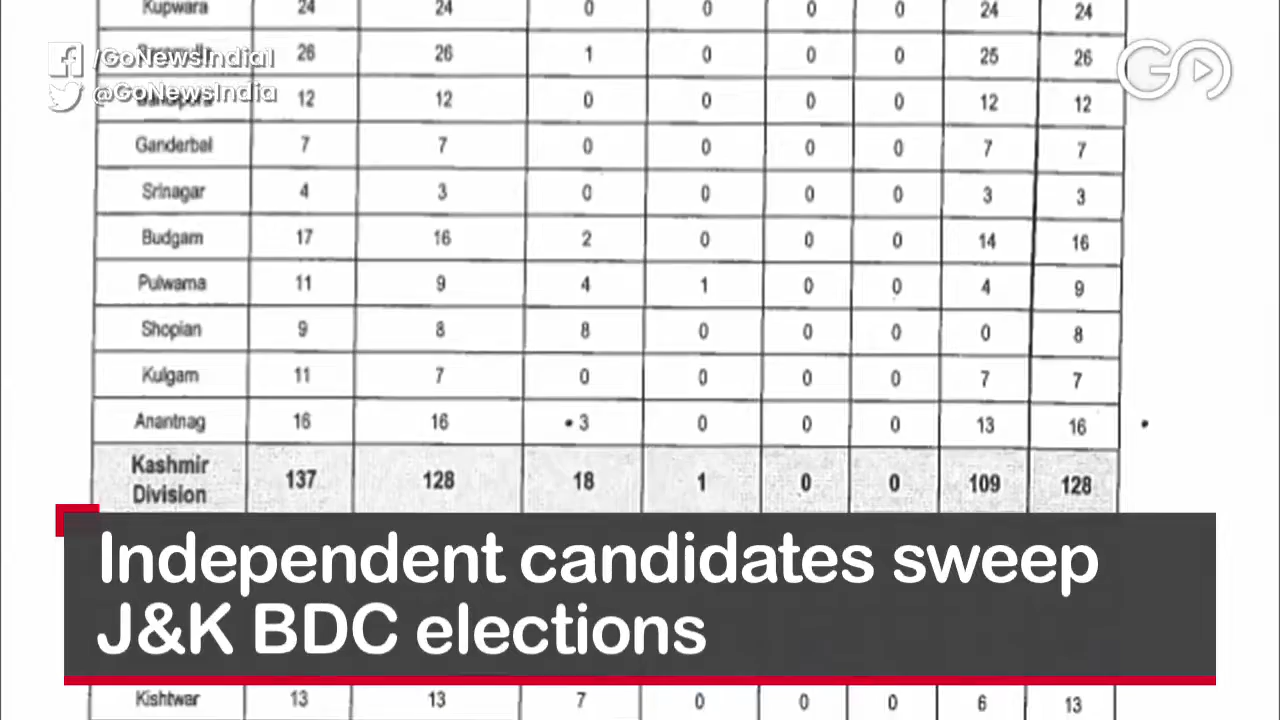 Kupwara 24 24 0 0 0 0 24 24
/GoNewsIndia1
26 26 1 0 0 0 25 26
@GoNewsIndia
12 12 0 0 0 0 12 12
GO
Ganderbal 7 7 0 0 0 0 7 7
Srinagar 4 3 0 0 0 0 3 3
Budgam 17 16 2 0 0 0 14 16
Pulwama 11 9 4 1 0 0 4 9
Shopian 9 8 8 0 0 0 0 8
Kulgam 11 7 0 0 0 0 7 7
Anantnag 16 16 3 0 0 0 13 16
Kashmir
Division 137 128 18 1 0 0 109 128
Independent candidates sweep
J&K BDC elections
Kishtwar 13 13 7 0 0 0 6 13